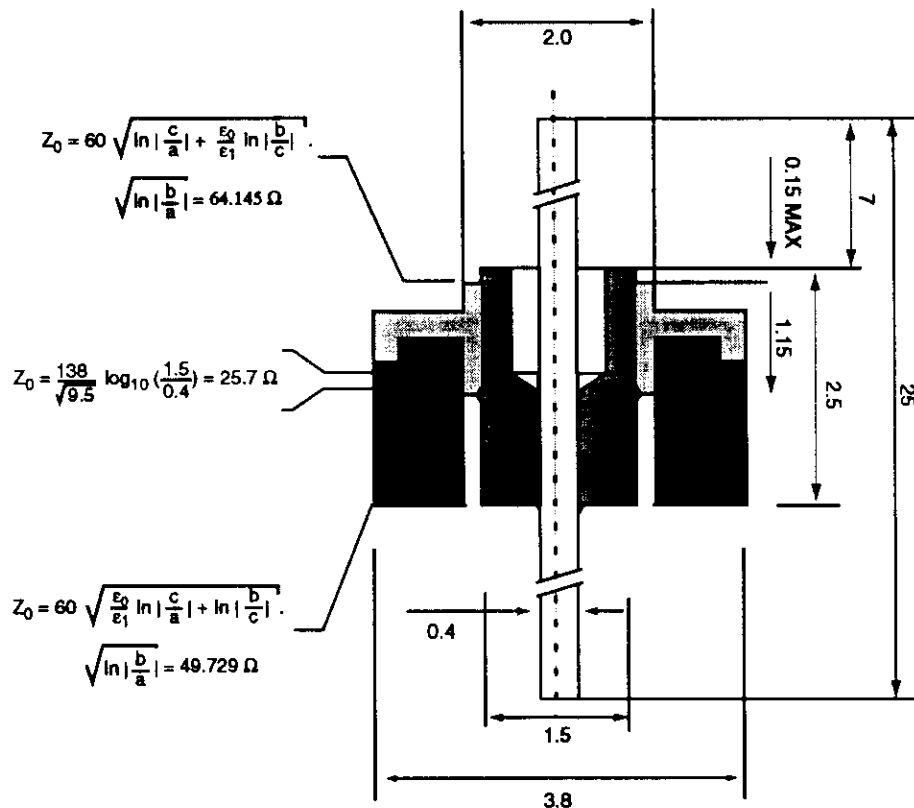 2.0
Z₀ = 60 √(ln |c/a| + ε₀/ε₁ ln |b/c|) .
√(ln |b/a|) = 64.145 Ω
0.15 MAX
7
1.15
Z₀ = 138/√9.5 log₁₀ (1.5/0.4) = 25.7 Ω
2.5
25
Z₀ = 60 √(ε₀/ε₁ ln |c/a| + ln |b/c|) .
√(ln |b/a|) = 49.729 Ω
0.4
1.5
3.8